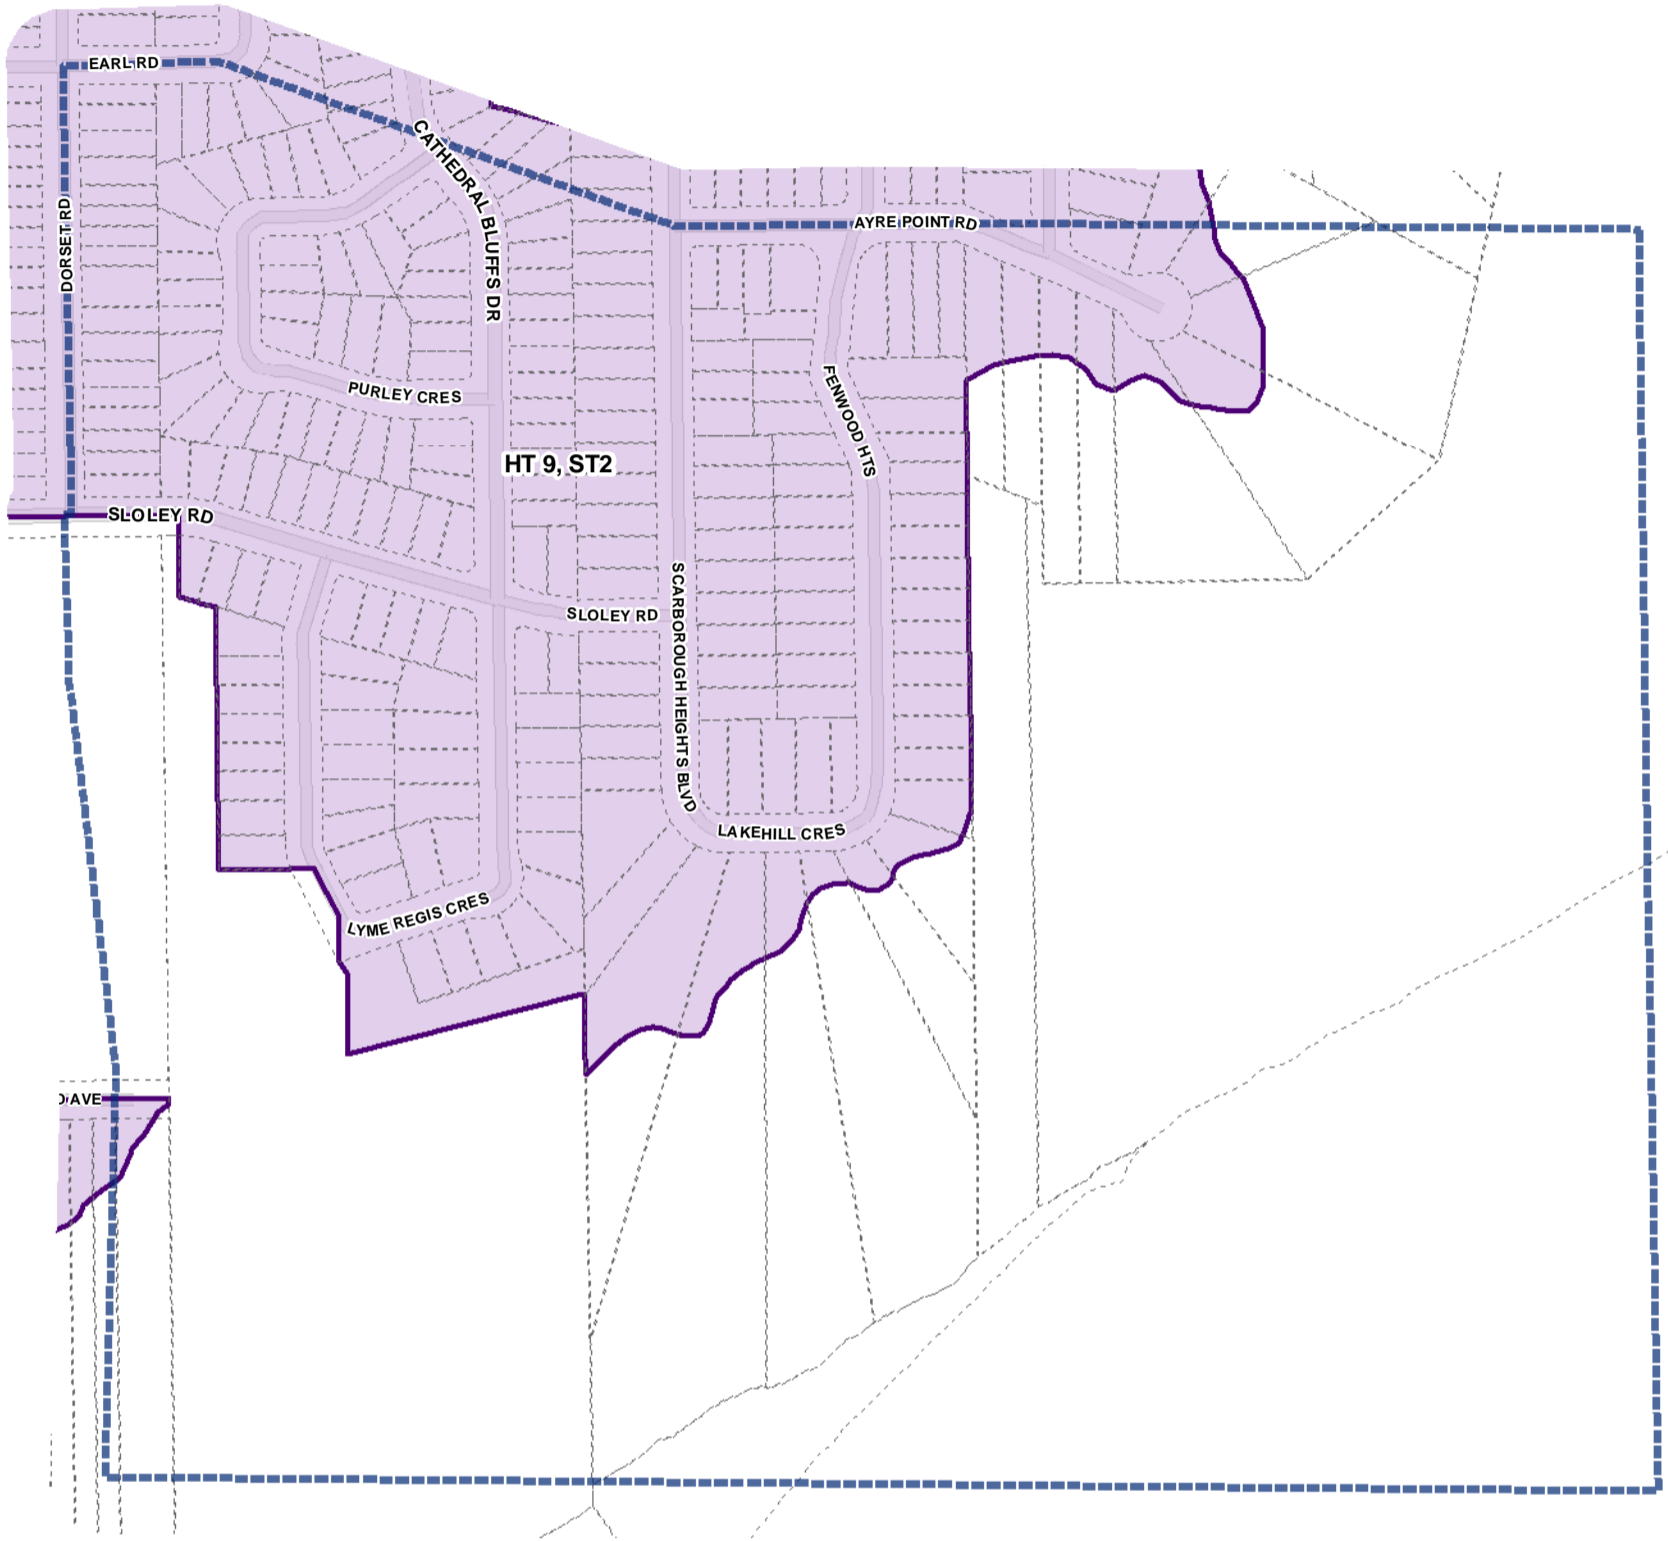 EARL RD
CATHEDRAL BLUFFS DR
DORSET RD
AYRE POINT RD
PURLEY CRES
FENWOOD HTS
HT 9, ST2
SLOLEY RD
SLOLEY RD
SCARBOROUGH HEIGHTS BLVD
LAKEHILL CRES
LYME REGIS CRES
AVE